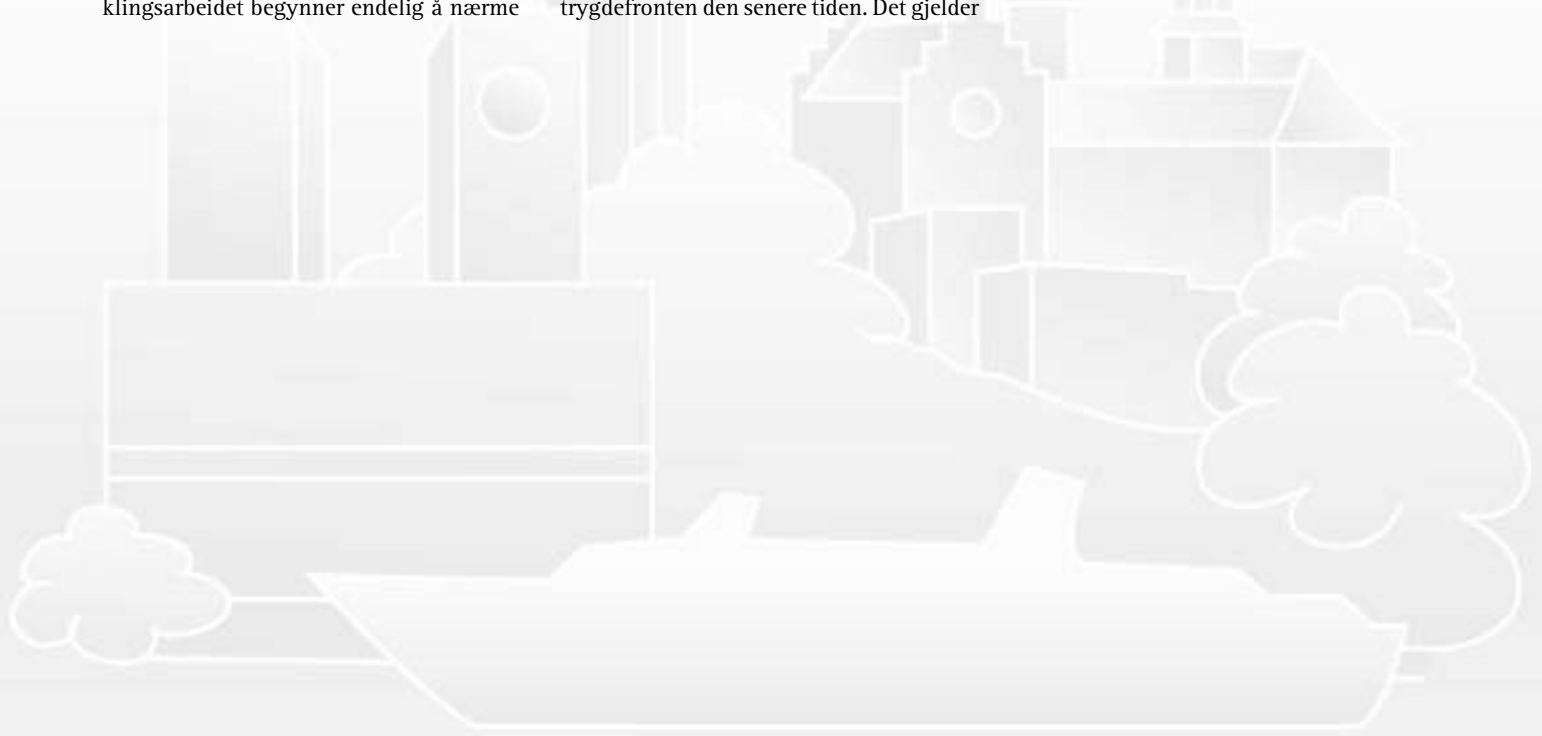 klingsarbeidet begynner endelig å nærme
trygdefronten den senere tiden. Det gjelder